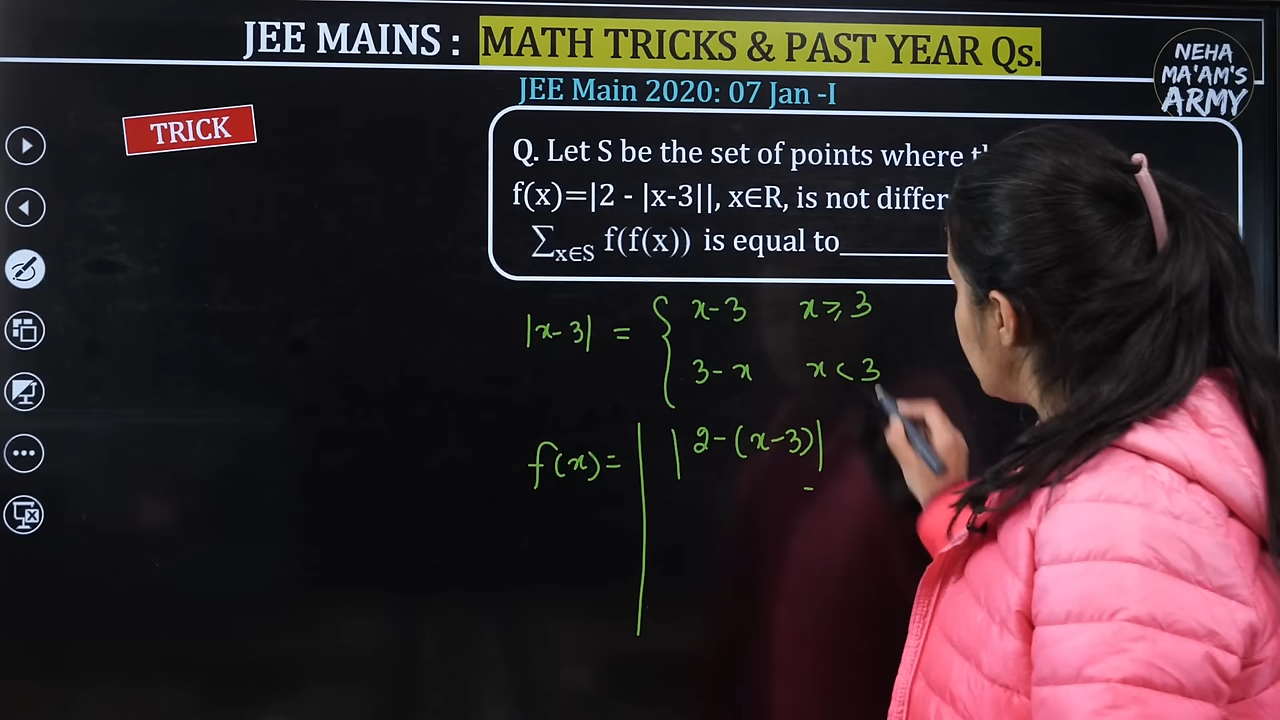 JEE MAINS : MATH TRICKS & PAST YEAR Qs.
NEHA
MA'AM'S
ARMY
JEE Main 2020: 07 Jan -I
TRICK
Q. Let S be the set of points where
f(x)=|2 - |x-3||, x∈R, is not differ
∑x∈S f(f(x)) is equal to______
|x-3| = { x-3 x≥3
3-x x<3
f(x)= | |2-(x-3)|